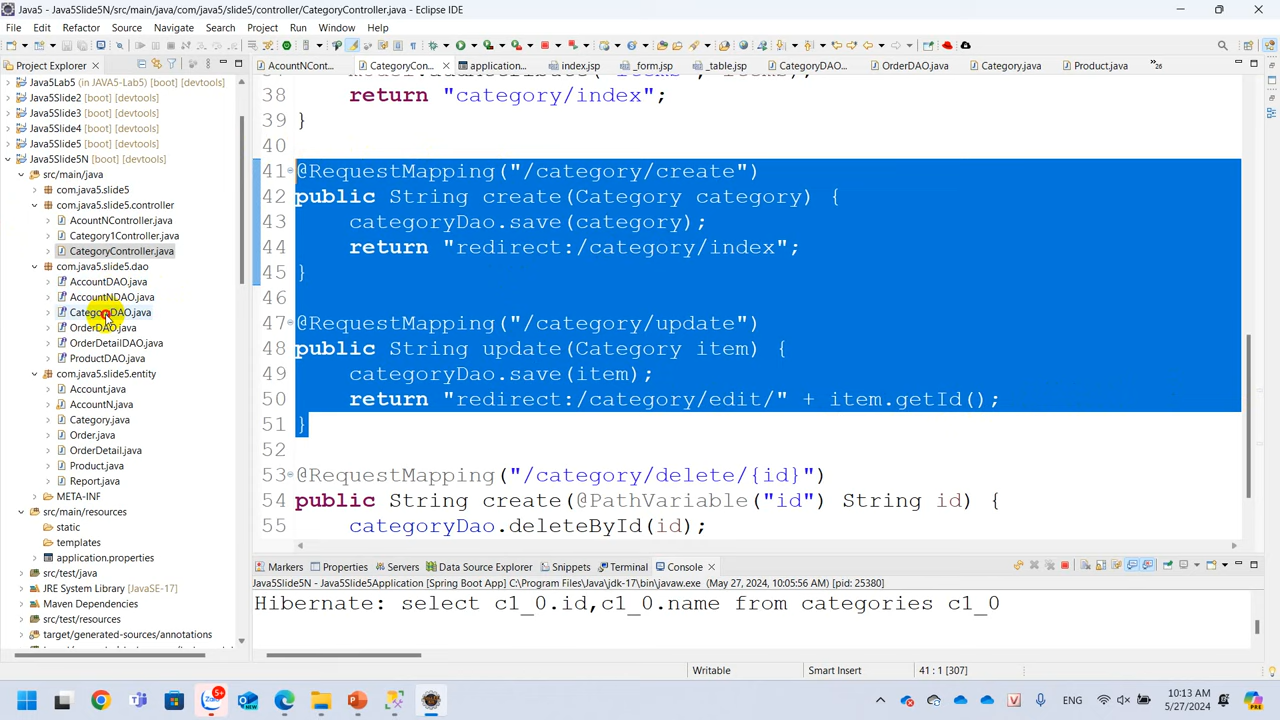 Java5 - Java5Slide5N/src/main/java/com/java5/slide5/controller/CategoryController.java - Eclipse IDE
File Edit Refactor Source Navigate Search Project Run Window Help
Project Explorer
AcountNCont...
CategoryCon...
application....
index.jsp
_form.jsp
_table.jsp
CategoryDAO...
OrderDAO.java
Category.java
Product.java
»26
Java5Lab5 (in JAVA5-Lab5) [boot] [devtools]
Java5Slide2 [boot] [devtools]
Java5Slide3 [boot] [devtools]
Java5Slide4 [boot] [devtools]
Java5Slide5 [boot] [devtools]
Java5Slide5N [boot] [devtools]
src/main/java
com.java5.slide5
com.java5.slide5.controller
AcountNController.java
Category1Controller.java
CategoryController.java
com.java5.slide5.dao
AccountDAO.java
AccountNDAO.java
CategoryDAO.java
OrderDAO.java
OrderDetailDAO.java
ProductDAO.java
com.java5.slide5.entity
Account.java
AccountN.java
Category.java
Order.java
OrderDetail.java
Product.java
Report.java
META-INF
src/main/resources
static
templates
application.properties
src/test/java
JRE System Library [JavaSE-17]
Maven Dependencies
src/test/resources
target/generated-sources/annotations
38 return "category/index";
39 }
40
41 @RequestMapping("/category/create")
42 public String create(Category category) {
43 categoryDao.save(category);
44 return "redirect:/category/index";
45 }
46
47 @RequestMapping("/category/update")
48 public String update(Category item) {
49 categoryDao.save(item);
50 return "redirect:/category/edit/" + item.getId();
51 }
52
53 @RequestMapping("/category/delete/{id}")
54 public String create(@PathVariable("id") String id) {
55 categoryDao.deleteById(id);
Markers Properties Servers Data Source Explorer Snippets Terminal Console
Java5Slide5N - Java5Slide5Application [Spring Boot App] C:\Program Files\Java\jdk-17\bin\javaw.exe (May 27, 2024, 10:05:56 AM) [pid: 25380]
Hibernate: select c1_0.id,c1_0.name from categories c1_0
Writable
Smart Insert
41 : 1 [307]
Zalo
5+
NEW
ENG
10:13 AM
5/27/2024
PRE